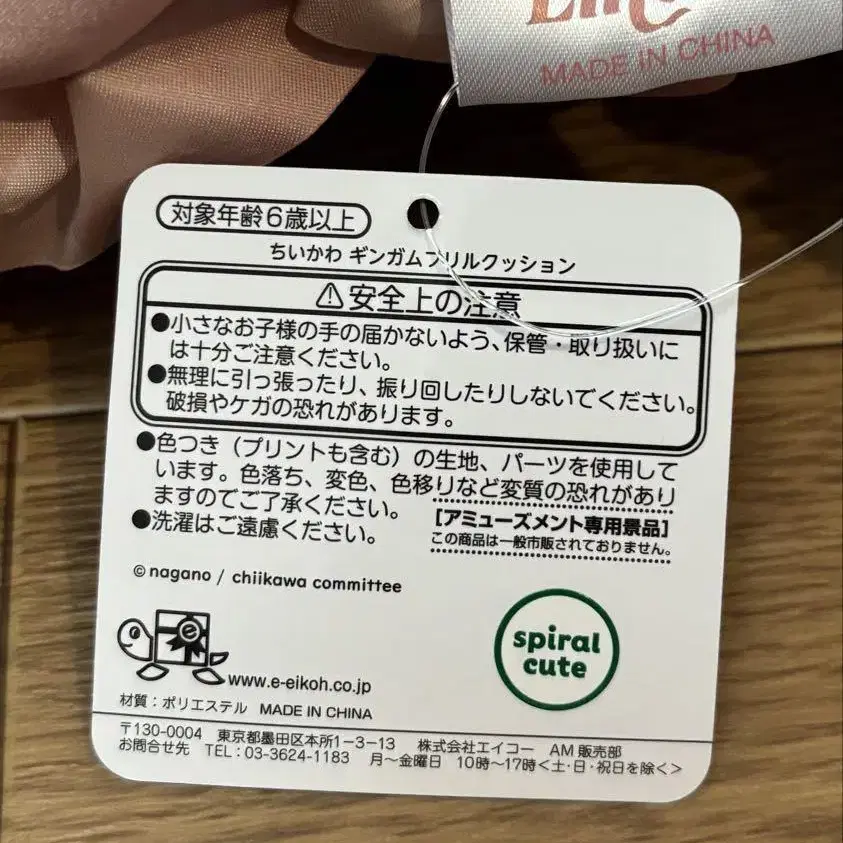 MADE IN CHINA
対象年齢6歳以上
ちいかわ ギンガムフリルクッション
⚠安全上の注意
●小さなお子様の手の届かないよう、保管・取り扱いに
は十分ご注意ください。
●無理に引っ張ったり、振り回したりしないでください。
破損やケガの恐れがあります。
●色つき（プリントも含む）の生地、パーツを使用して
います。色落ち、変色、色移りなど変質の恐れがあり
ますのでご了承ください。
●洗濯はご遠慮ください。
［アミューズメント専用景品］
この商品は一般市販されておりません。
©nagano / chiikawa committee
e
www.e-eikoh.co.jp
spiral
cute
材質：ポリエステル MADE IN CHINA
〒130-0004 東京都墨田区本所1-3-13 株式会社エイコー AM販売部
お問合せ先 TEL：03-3624-1183 月～金曜日 10時～17時＜土・日・祝日を除く＞